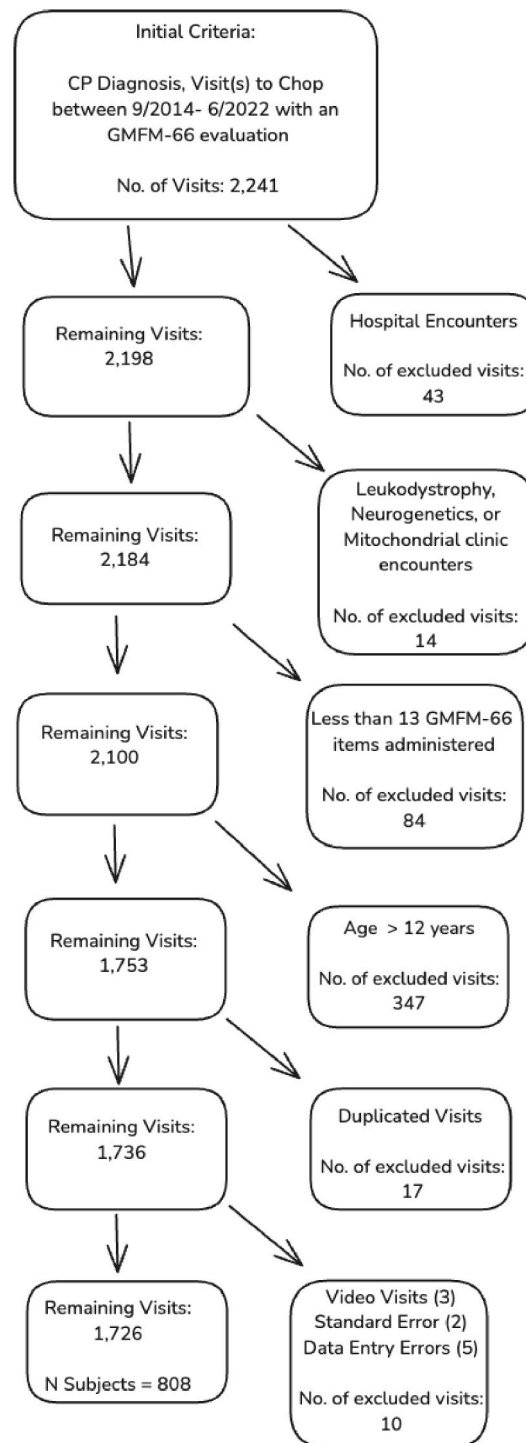 Initial Criteria:
CP Diagnosis, Visit(s) to Chop
between 9/2014- 6/2022 with an
GMFM-66 evaluation
No. of Visits: 2,241
Remaining Visits:
2,198
Hospital Encounters
No. of excluded visits:
43
Remaining Visits:
2,184
Leukodystrophy,
Neurogenetics, or
Mitochondrial clinic
encounters
No. of excluded visits:
14
Remaining Visits:
2,100
Less than 13 GMFM-66
items administered
No. of excluded visits:
84
Remaining Visits:
1,753
Age > 12 years
No. of excluded visits:
347
Remaining Visits:
1,736
Duplicated Visits
No. of excluded visits:
17
Remaining Visits:
1,726
N Subjects = 808
Video Visits (3)
Standard Error (2)
Data Entry Errors (5)
No. of excluded visits:
10